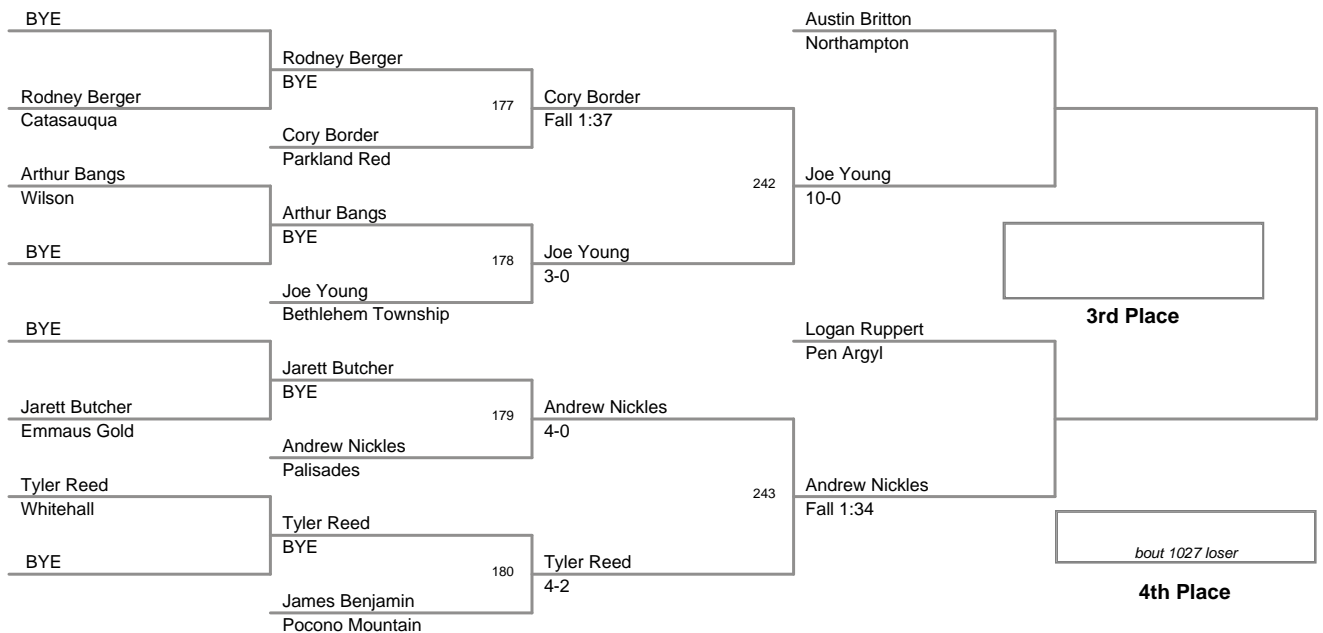 BYE
Austin Britton
Northampton
Rodney Berger
BYE
Rodney Berger
Catasauqua
177
Cory Border
Fall 1:37
Cory Border
Parkland Red
Arthur Bangs
Wilson
242
Joe Young
10-0
Arthur Bangs
BYE
BYE
178
Joe Young
3-0
Joe Young
Bethlehem Township
3rd Place
BYE
Logan Ruppert
Pen Argyl
Jarett Butcher
BYE
Jarett Butcher
Emmaus Gold
179
Andrew Nickles
4-0
Andrew Nickles
Palisades
Tyler Reed
Whitehall
243
Andrew Nickles
Fall 1:34
Tyler Reed
BYE
bout 1027 loser
BYE
180
Tyler Reed
4-2
4th Place
James Benjamin
Pocono Mountain